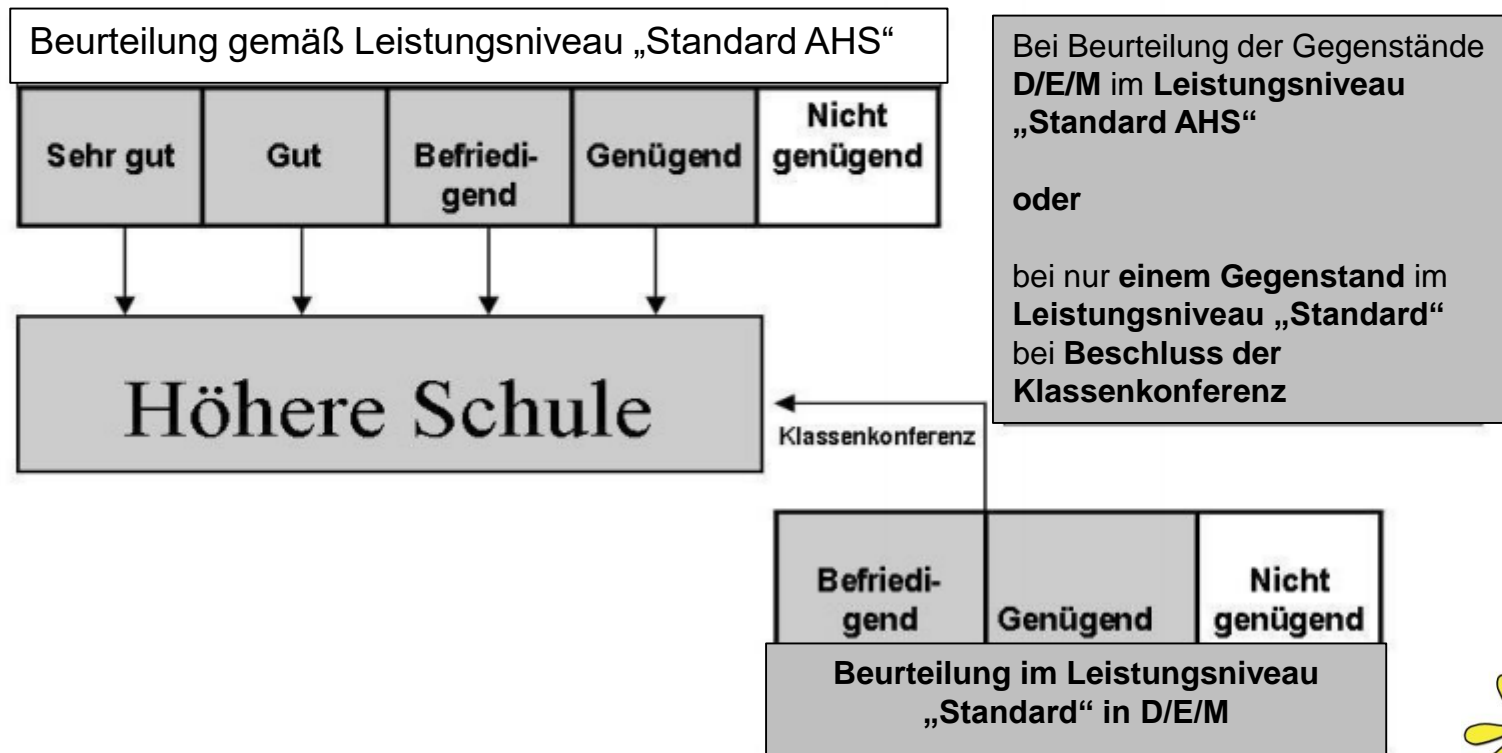 Beurteilung gemäß Leistungsniveau „Standard AHS“
Sehr gut
Gut
Befriedi-
gend
Genügend
Nicht
genügend
Höhere Schule
Klassenkonferenz
Bei Beurteilung der Gegenstände
D/E/M im Leistungsniveau
„Standard AHS“
oder
bei nur einem Gegenstand im
Leistungsniveau „Standard“
bei Beschluss der
Klassenkonferenz
Befriedi-
gend
Genügend
Nicht
genügend
Beurteilung im Leistungsniveau
„Standard“ in D/E/M